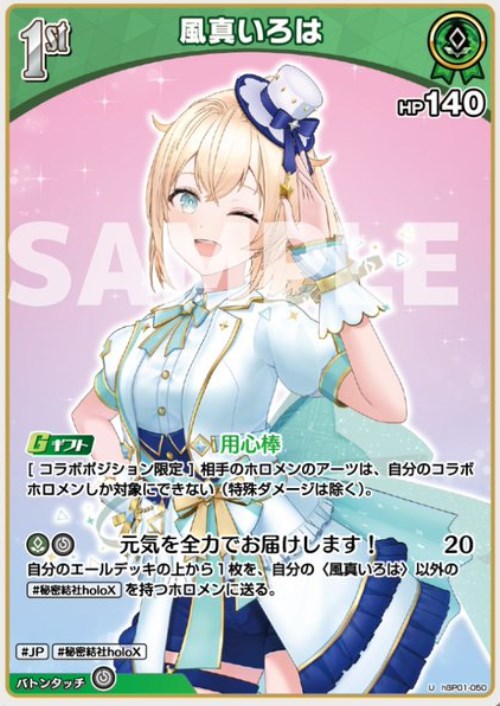 1st
風真いろは
HP140
SAMPLE
Gギフト 用心棒
[ コラボポジション限定 ] 相手のホロメンのアーツは、自分のコラボ
ホロメンしか対象にできない（特殊ダメージは除く）。
元気を全力でお届けします！ 20
自分のエールデッキの上から1枚を、自分の〈風真いろは〉以外の
#秘密結社holoX を持つホロメンに送る。
#JP #秘密結社holoX
バトンタッチ
U hBP01-050